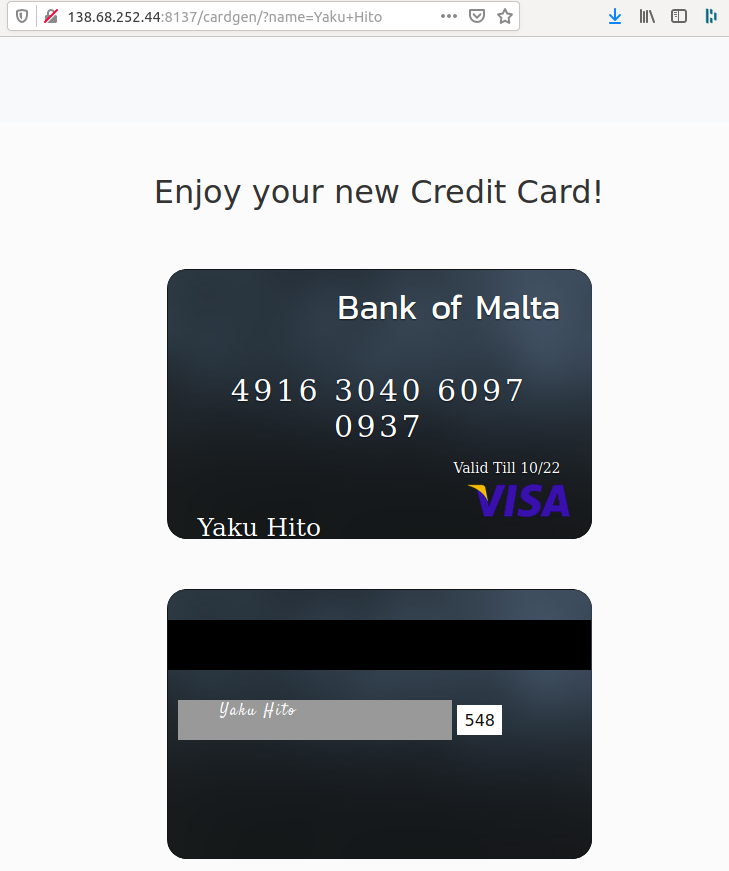 138.68.252.44:8137/cardgen/?name=Yaku+Hito
Enjoy your new Credit Card!
Bank of Malta
4916 3040 6097
0937
Valid Till 10/22
VISA
Yaku Hito
Yaku Hito
548